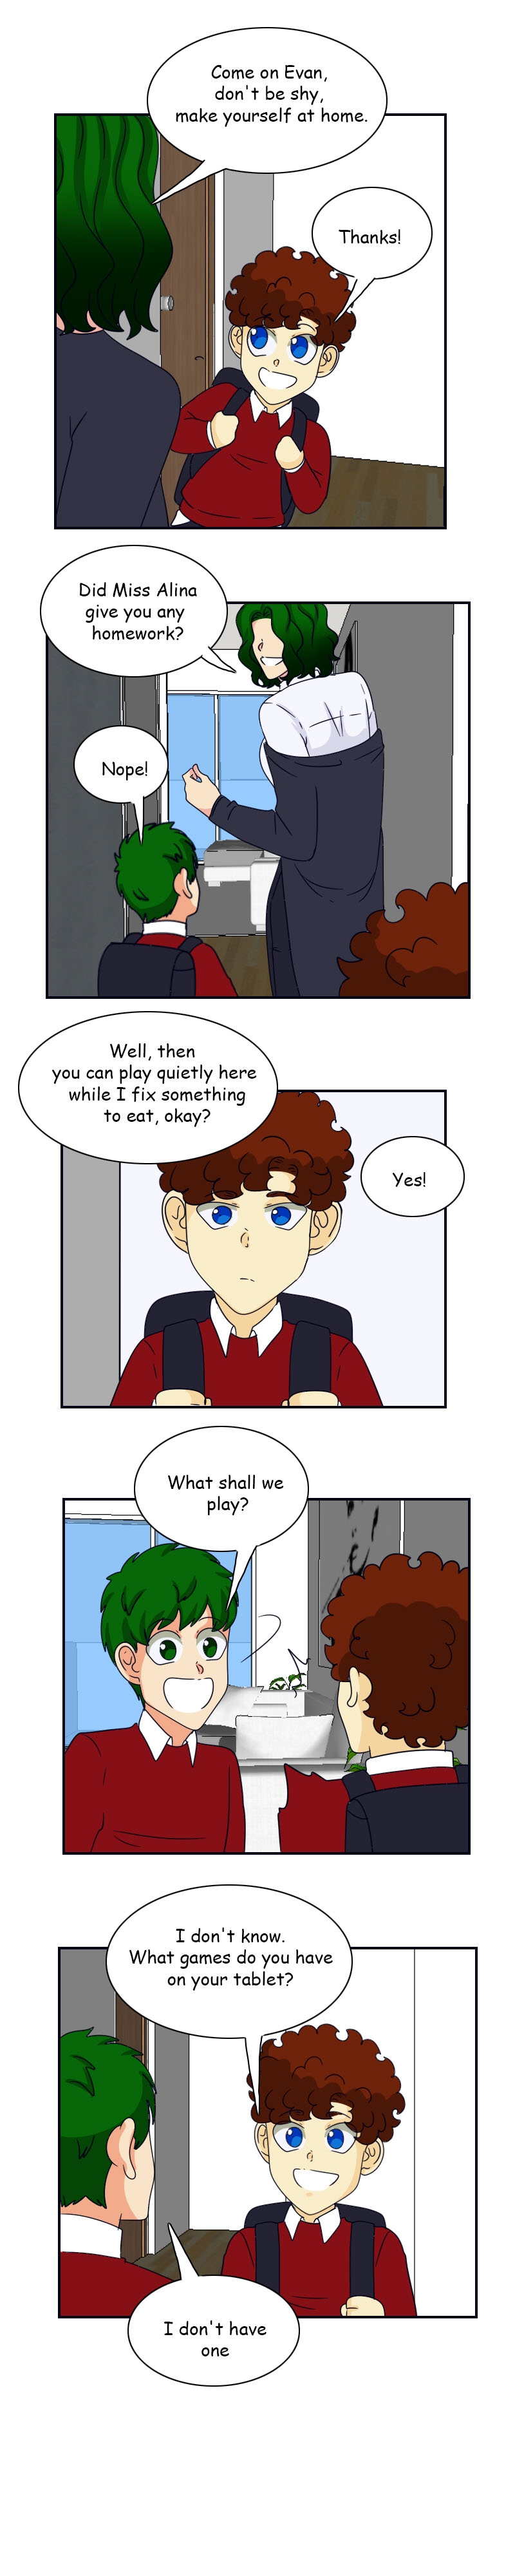 Come on Evan,
don't be shy,
make yourself at home.
Thanks!
Did Miss Alina
give you any
homework?
Nope!
Well, then
you can play quietly here
while I fix something
to eat, okay?
Yes!
What shall we
play?
I don't know.
What games do you have
on your tablet?
I don't have
one